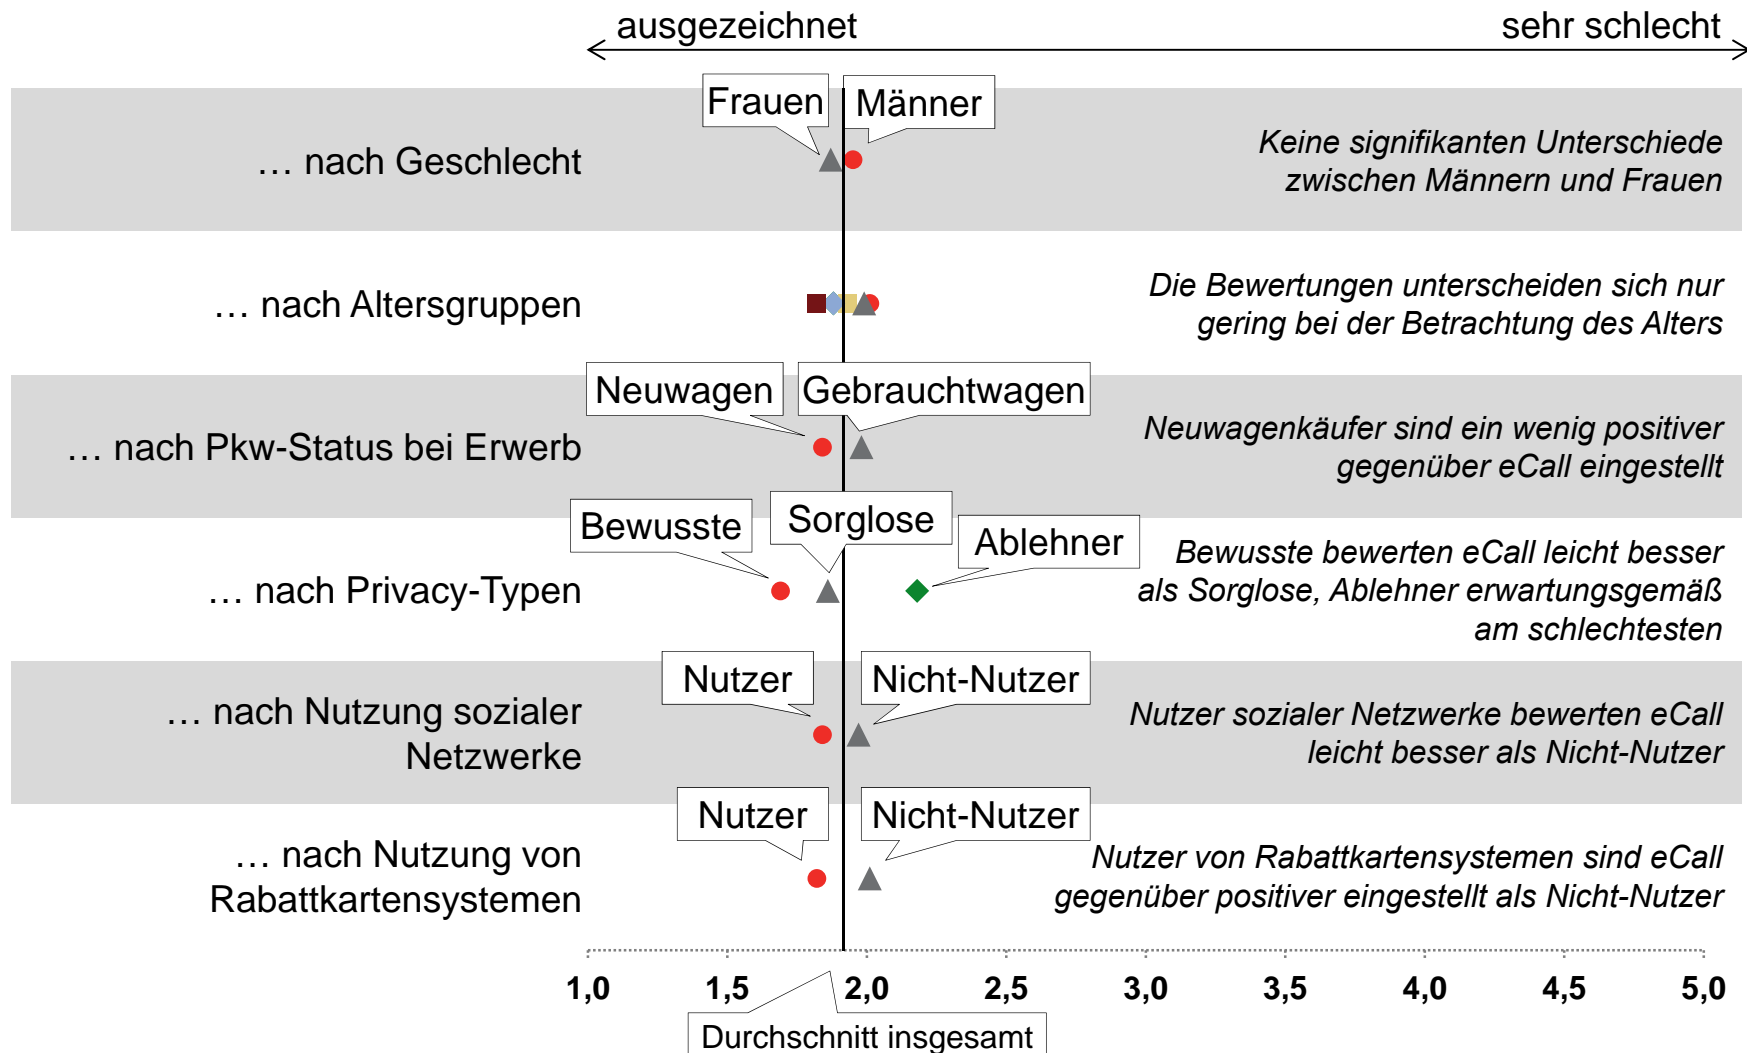 ausgezeichnet sehr schlecht
Frauen Männer
… nach Geschlecht
Keine signifikanten Unterschiede
zwischen Männern und Frauen
… nach Altersgruppen
Die Bewertungen unterscheiden sich nur
gering bei der Betrachtung des Alters
Neuwagen Gebrauchtwagen
… nach Pkw-Status bei Erwerb
Neuwagenkäufer sind ein wenig positiver
gegenüber eCall eingestellt
Bewusste Sorglose Ablehner
… nach Privacy-Typen
Bewusste bewerten eCall leicht besser
als Sorglose, Ablehner erwartungsgemäß
am schlechtesten
Nutzer Nicht-Nutzer
… nach Nutzung sozialer
Netzwerke
Nutzer sozialer Netzwerke bewerten eCall
leicht besser als Nicht-Nutzer
Nutzer Nicht-Nutzer
… nach Nutzung von
Rabattkartensystemen
Nutzer von Rabattkartensystemen sind eCall
gegenüber positiver eingestellt als Nicht-Nutzer
1,0 1,5 2,0 2,5 3,0 3,5 4,0 4,5 5,0
Durchschnitt insgesamt